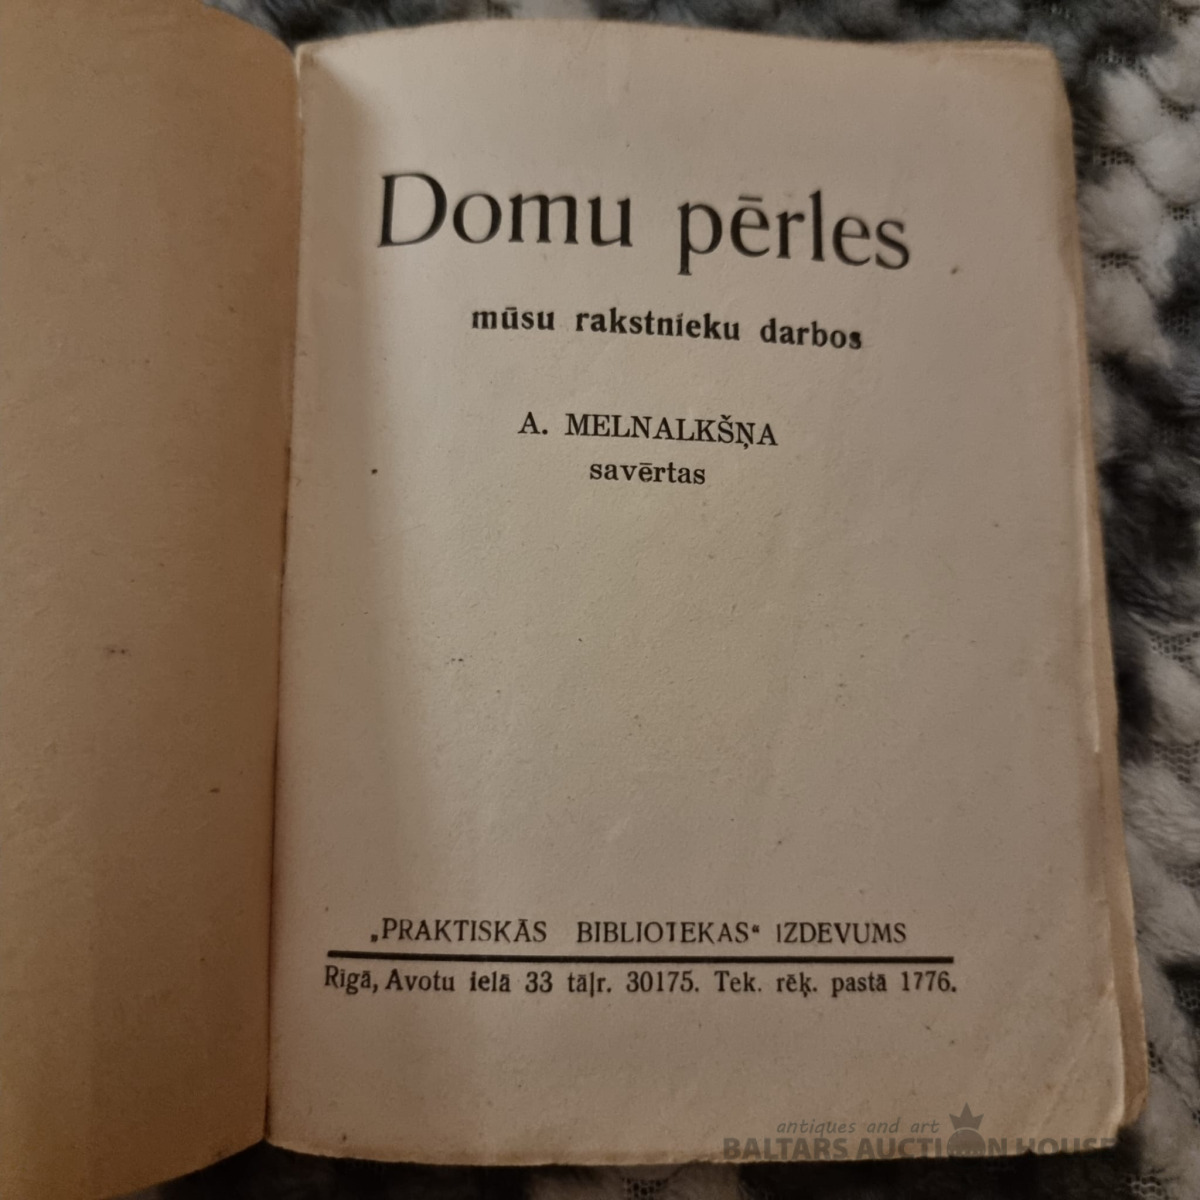 Domu pērles
mūsu rakstnieku darbos
A. MELNALKŠŅA
savērtas
„PRAKTISKĀS BIBLIOTEKAS“ IZDEVUMS
Rīgā, Avotu ielā 33 tāļr. 30175. Tek. rēķ. pastā 1776.
antiques and art
BALTARS AUCTION HOUSE